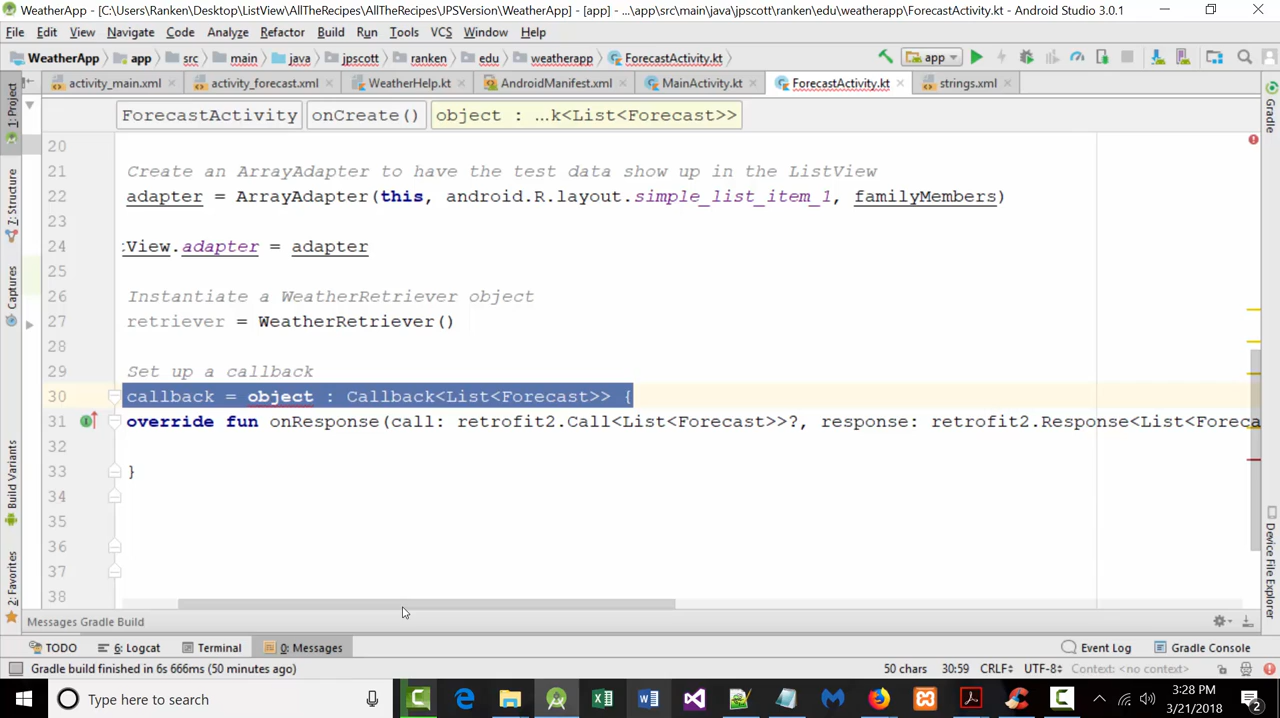 WeatherApp - [C:\Users\Ranken\Desktop\ListView\AllTheRecipes\AllTheRecipes\JPSVersion\WeatherApp] - [app] - ...\app\src\main\java\jpscott\ranken\edu\weatherapp\ForecastActivity.kt - Android Studio 3.0.1
File Edit View Navigate Code Analyze Refactor Build Run Tools VCS Window Help
WeatherApp app src main java jpscott ranken edu weatherapp ForecastActivity.kt app
activity_main.xml activity_forecast.xml WeatherHelp.kt AndroidManifest.xml MainActivity.kt ForecastActivity.kt strings.xml
ForecastActivity onCreate() object : ...k<List<Forecast>>
1: Project
7: Structure
Captures
Build Variants
2: Favorites
Gradle
Device File Explorer
20
21 Create an ArrayAdapter to have the test data show up in the ListView
22 adapter = ArrayAdapter(this, android.R.layout.simple_list_item_1, familyMembers)
23
24 :View.adapter = adapter
25
26 Instantiate a WeatherRetriever object
27 retriever = WeatherRetriever()
28
29 Set up a callback
30 callback = object : Callback<List<Forecast>> {
31 override fun onResponse(call: retrofit2.Call<List<Forecast>>?, response: retrofit2.Response<List<Foreca
32
33 }
34
35
36
37
38
Messages Gradle Build
TODO 6: Logcat Terminal 0: Messages Event Log Gradle Console
Gradle build finished in 6s 666ms (50 minutes ago) 50 chars 30:59 CRLF UTF-8 Context: <no context>
Type here to search
3:28 PM
3/21/2018
2